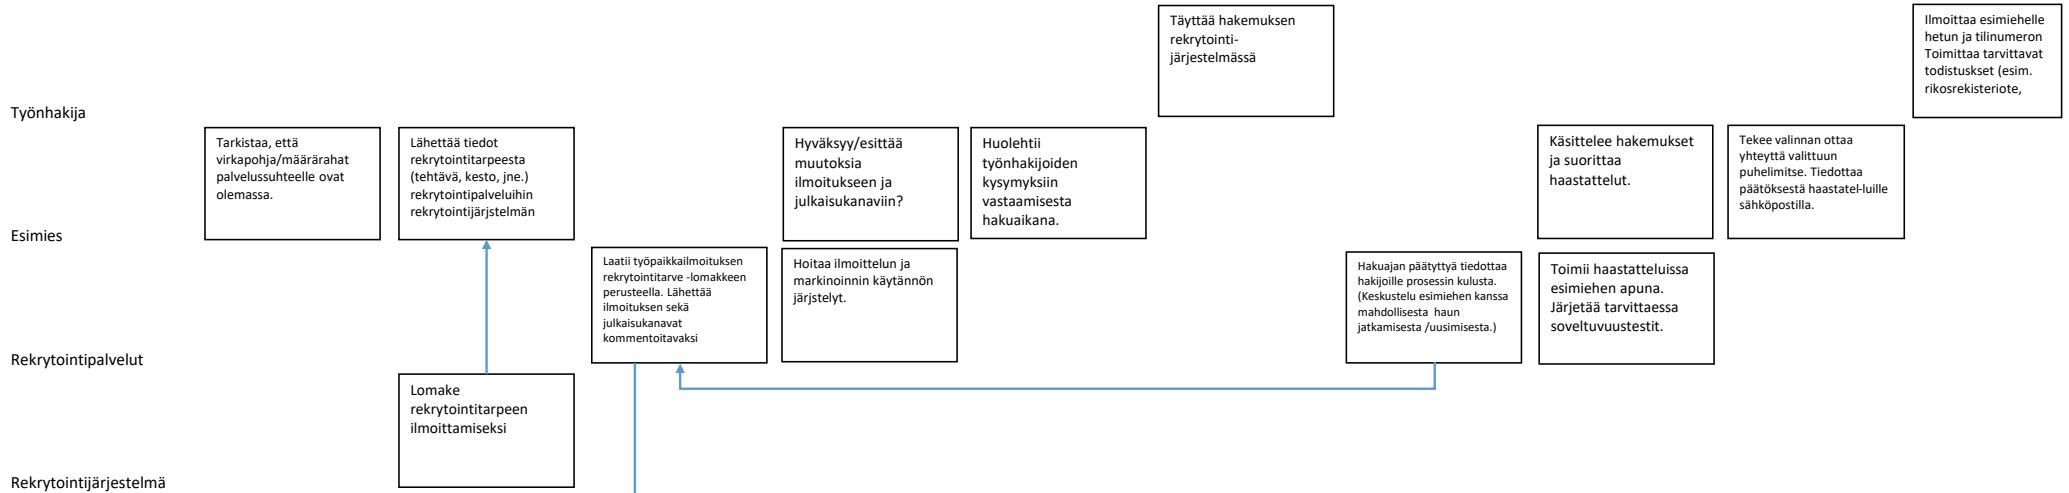 Täyttää hakemuksen
rekrytointi-
järjestelmässä
Ilmoittaa esimiehelle
hetun ja tilinumeron
Toimittaa tarvittavat
todistukset (esim.
rikosrekisteriote,
Työnhakija
Tarkistaa, että
virkapohja/määrärahat
palvelussuhteelle ovat
olemassa.
Lähettää tiedot
rekrytointitarpeesta
(tehtävä, kesto, jne.)
rekrytointipalveluihin
rekrytointijärjstelmän
Hyväksyy/esittää
muutoksia
ilmoitukseen ja
julkaisukanaviin?
Huolehtii
työnhakijoiden
kysymyksiin
vastaamisesta
hakuaikana.
Käsittelee hakemukset
ja suorittaa
haastattelut.
Tekee valinnan ottaa
yhteyttä valittuun
puhelimitse. Tiedottaa
päätöksestä haastatel-luille
sähköpostilla.
Esimies
Laatii työpaikkailmoituksen
rekrytointitarve -lomakkeen
perusteella. Lähettää
ilmoituksen sekä
julkaisukanavat
kommentoitavaksi
Hoitaa ilmoittelun ja
markinoinnin käytännön
järjstelyt.
Hakuajan päätyttyä tiedottaa
hakijoille prosessin kulusta.
(Keskustelu esimiehen kanssa
mahdollisesta haun
jatkamisesta /uusimisesta.)
Toimii haastatteluissa
esimiehen apuna.
Järjetää tarvittaessa
soveltuvuustestit.
Rekrytointipalvelut
Lomake
rekrytointitarpeen
ilmoittamiseksi
Rekrytointijärjestelmä